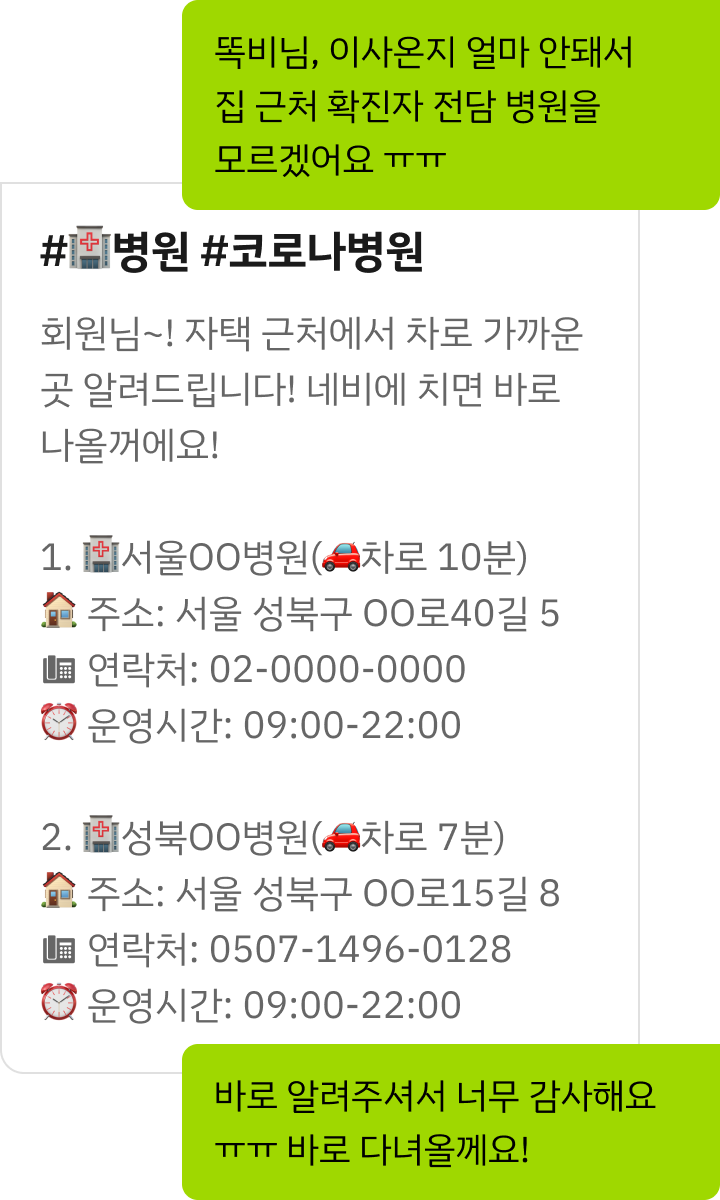 똑비님, 이사온지 얼마 안돼서
집 근처 확진자 전담 병원을
모르겠어요 ㅠㅠ
#🏥병원 #코로나병원
회원님~! 자택 근처에서 차로 가까운
곳 알려드립니다! 네비에 치면 바로
나올꺼에요!
1. 🏥서울OO병원(🚗차로 10분)
🏠 주소: 서울 성북구 OO로40길 5
📠 연락처: 02-0000-0000
⏰ 운영시간: 09:00-22:00
2. 🏥성북OO병원(🚗차로 7분)
🏠 주소: 서울 성북구 OO로15길 8
📠 연락처: 0507-1496-0128
⏰ 운영시간: 09:00-22:00
바로 알려주셔서 너무 감사해요
ㅠㅠ 바로 다녀올께요!